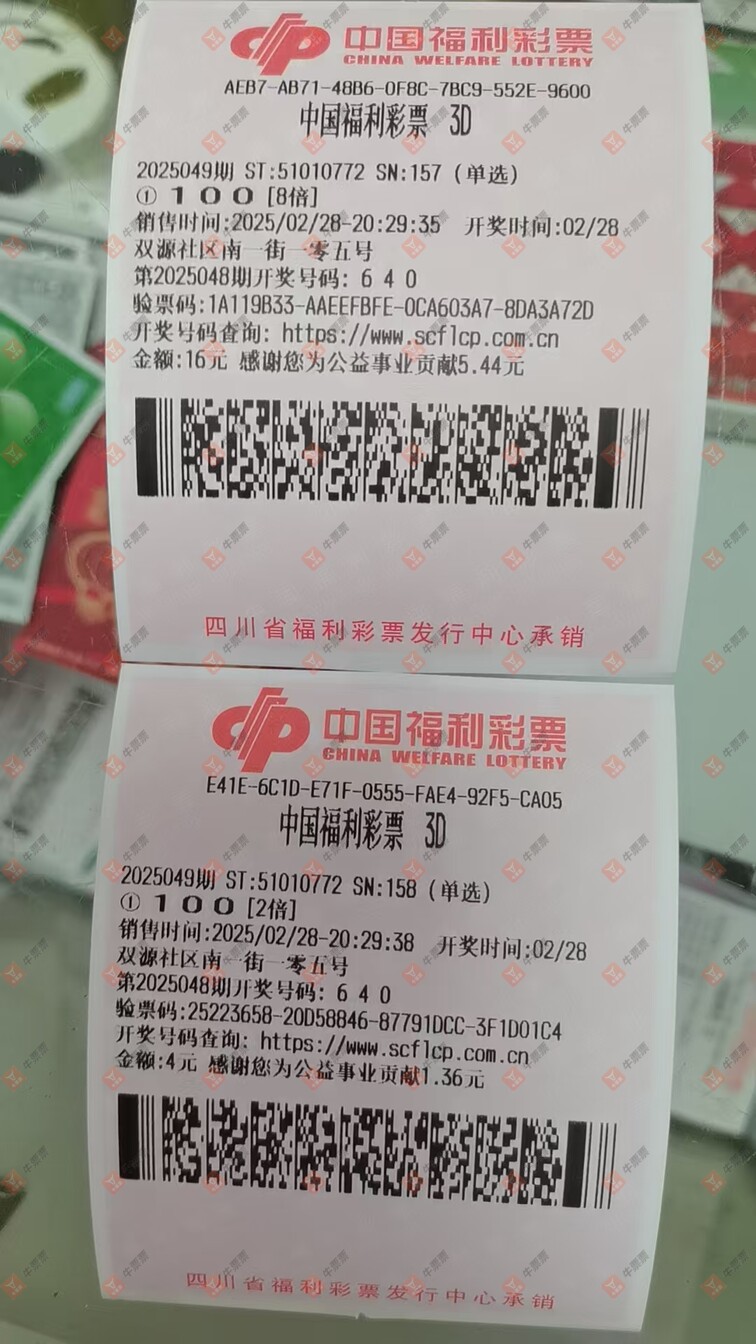 中国福利彩票
CHINA WELFARE LOTTERY
AEB7-AB71-48B6-0F8C-7BC9-552E-9600
中国福利彩票 3D
2025049期 ST:51010772 SN:157 (单选)
① 1 0 0 [8倍]
销售时间:2025/02/28-20:29:35 开奖时间:02/28
双源社区南一街一零五号
第2025048期开奖号码: 6 4 0
验票码:1A119B33-AAEEFBFE-0CA603A7-8DA3A72D
开奖号码查询: https://www.scflcp.com.cn
金额:16元 感谢您为公益事业贡献5.44元
四川省福利彩票发行中心承销
中国福利彩票
CHINA WELFARE LOTTERY
E41E-6C1D-E71F-0555-FAE4-92F5-CA05
中国福利彩票 3D
2025049期 ST:51010772 SN:158 (单选)
① 1 0 0 [2倍]
销售时间:2025/02/28-20:29:38 开奖时间:02/28
双源社区南一街一零五号
第2025048期开奖号码: 6 4 0
验票码:25223658-20D58846-87791DCC-3F1D01C4
开奖号码查询: https://www.scflcp.com.cn
金额:4元 感谢您为公益事业贡献1.36元
四川省福利彩票发行中心承销